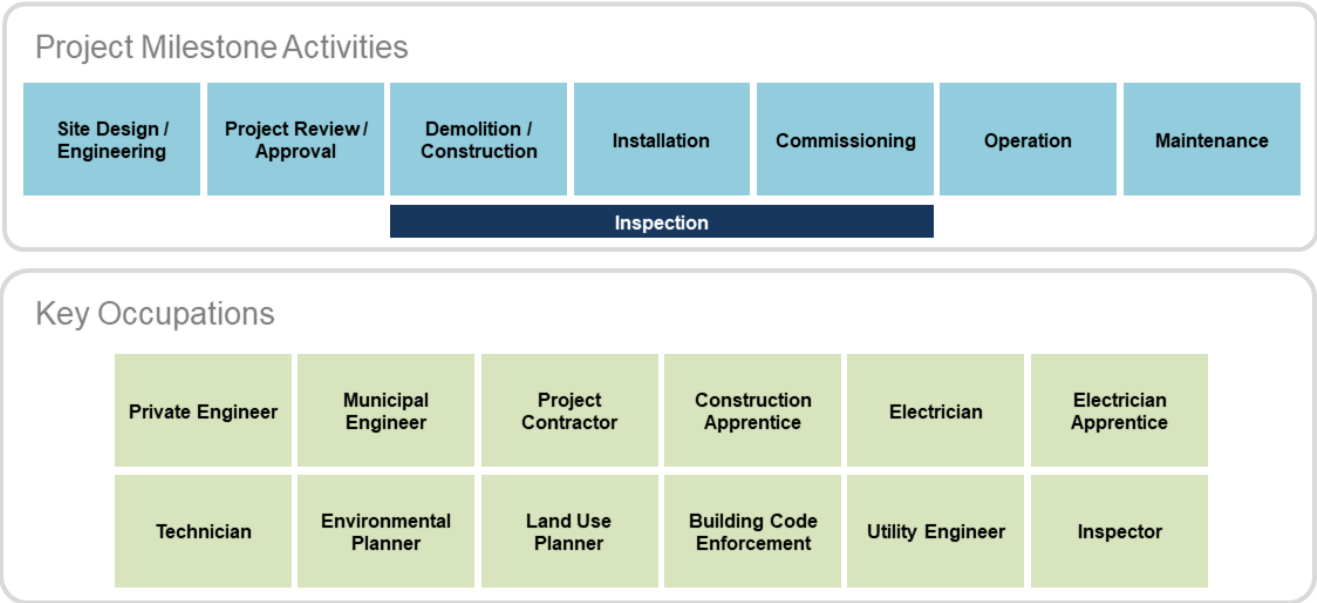 Project Milestone Activities
Site Design /
Engineering
Project Review /
Approval
Demolition /
Construction
Installation
Commissioning
Operation
Maintenance
Inspection
Key Occupations
Private Engineer
Municipal
Engineer
Project
Contractor
Construction
Apprentice
Electrician
Electrician
Apprentice
Technician
Environmental
Planner
Land Use
Planner
Building Code
Enforcement
Utility Engineer
Inspector